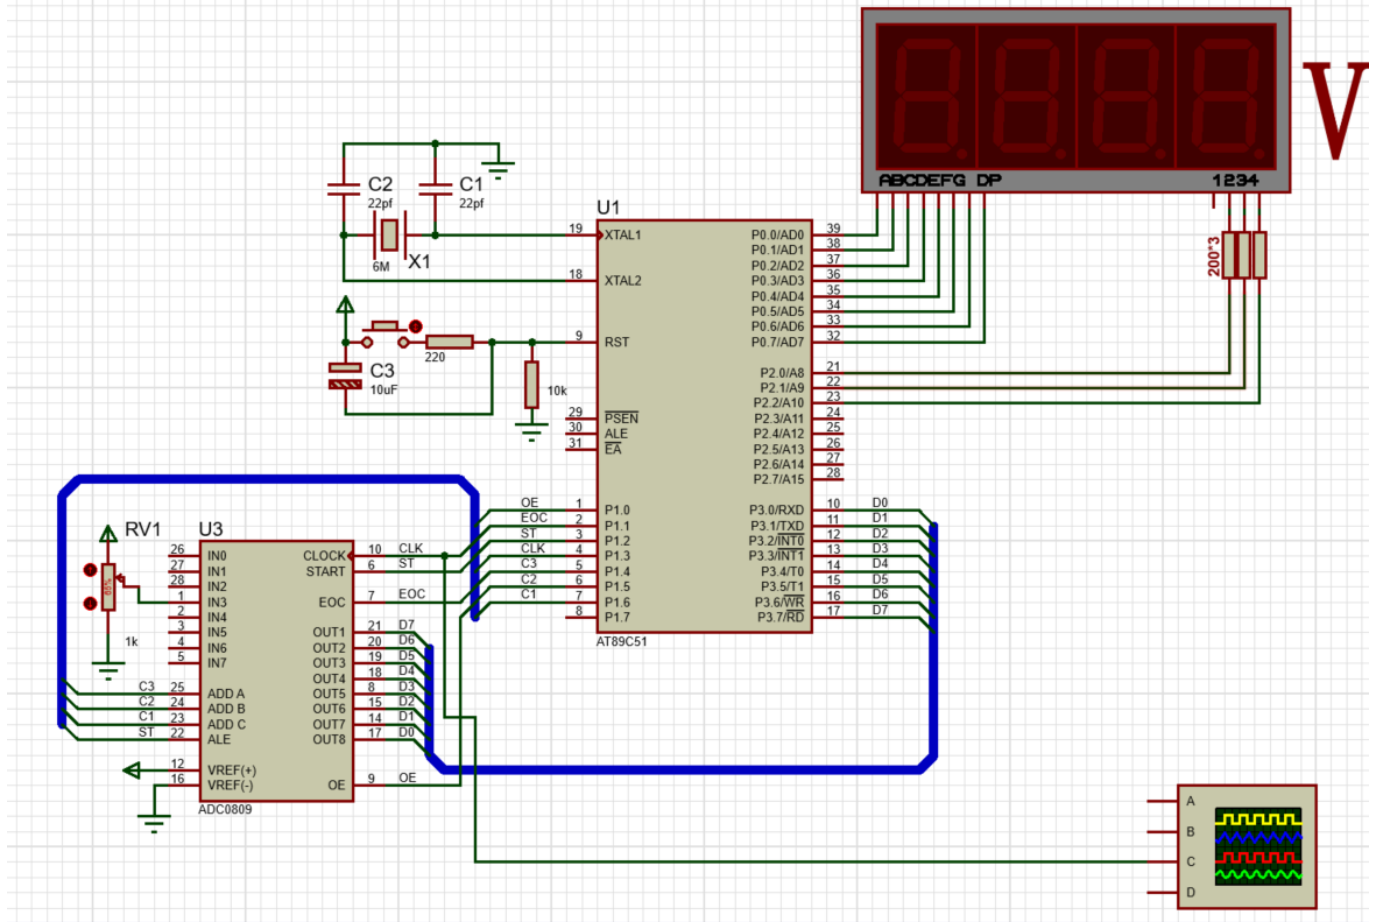 V
ABCDEFG DP
1234
200*3
C2
22pf
C1
22pf
6M
X1
C3
10uF
220
10k
U1
19 XTAL1
18 XTAL2
9 RST
29 PSEN
30 ALE
31 EA
OE 1 P1.0
EOC 2 P1.1
ST 3 P1.2
CLK 4 P1.3
C3 5 P1.4
C2 6 P1.5
C1 7 P1.6
8 P1.7
P0.0/AD0 39
P0.1/AD1 38
P0.2/AD2 37
P0.3/AD3 36
P0.4/AD4 35
P0.5/AD5 34
P0.6/AD6 33
P0.7/AD7 32
P2.0/A8 21
P2.1/A9 22
P2.2/A10 23
P2.3/A11 24
P2.4/A12 25
P2.5/A13 26
P2.6/A14 27
P2.7/A15 28
P3.0/RXD 10 D0
P3.1/TXD 11 D1
P3.2/INT0 12 D2
P3.3/INT1 13 D3
P3.4/T0 14 D4
P3.5/T1 15 D5
P3.6/WR 16 D6
P3.7/RD 17 D7
AT89C51
RV1
1k
U3
26 IN0
27 IN1
28 IN2
1 IN3
2 IN4
3 IN5
4 IN6
5 IN7
C3 25 ADD A
C2 24 ADD B
C1 23 ADD C
ST 22 ALE
12 VREF(+)
16 VREF(-)
CLOCK 10 CLK
START 6 ST
EOC 7 EOC
OUT1 21 D7
OUT2 20 D6
OUT3 19 D5
OUT4 18 D4
OUT5 8 D3
OUT6 15 D2
OUT7 14 D1
OUT8 17 D0
OE 9 OE
ADC0809
A
B
C
D